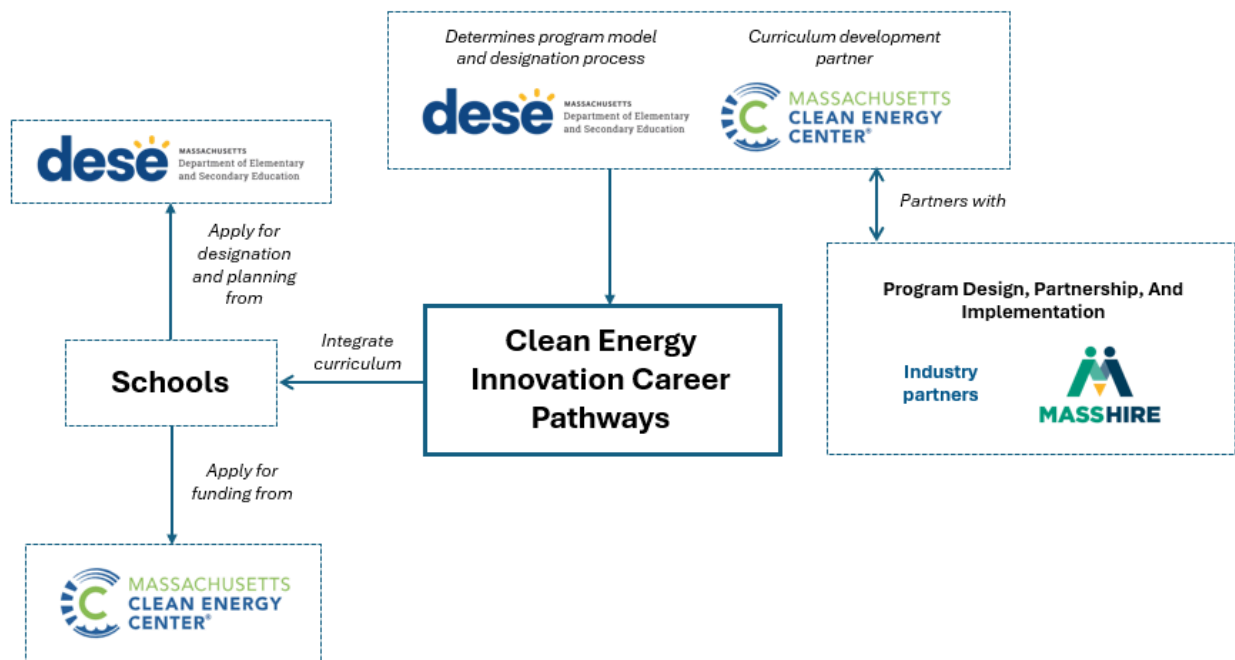 Determines program model
and designation process
Curriculum development
partner
dese
MASSACHUSETTS
Department of Elementary
and Secondary Education
MASSACHUSETTS
CLEAN ENERGY
CENTER®
dese
MASSACHUSETTS
Department of Elementary
and Secondary Education
Partners with
Apply for
designation
and planning
from
Program Design, Partnership, And
Implementation
Industry
partners
MASSHIRE
Clean Energy
Innovation Career
Pathways
Integrate
curriculum
Schools
Apply for
funding from
MASSACHUSETTS
CLEAN ENERGY
CENTER®